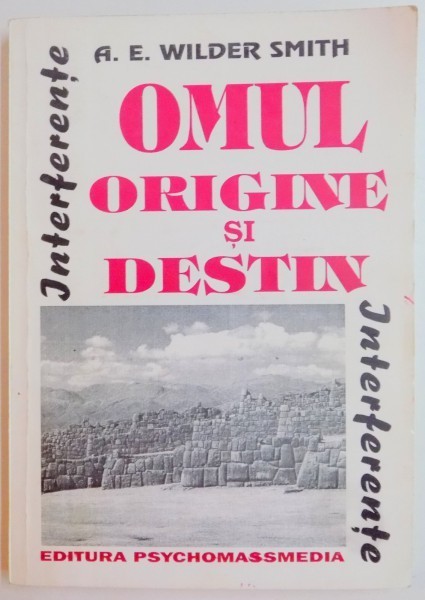 Interferențe
A. E. WILDER SMITH
OMUL
ORIGINE
ȘI
DESTIN
Interferențe
EDITURA PSYCHOMASSMEDIA